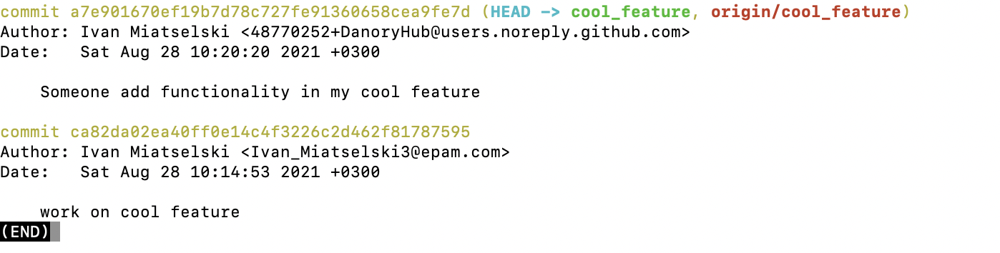 commit a7e901670ef19b7d78c727fe91360658cea9fe7d (HEAD -> cool_feature, origin/cool_feature)
Author: Ivan Miatselski <48770252+DanoryHub@users.noreply.github.com>
Date:   Sat Aug 28 10:20:20 2021 +0300
    Someone add functionality in my cool feature
commit ca82da02ea40ff0e14c4f3226c2d462f81787595
Author: Ivan Miatselski <Ivan_Miatselski3@epam.com>
Date:   Sat Aug 28 10:14:53 2021 +0300
    work on cool feature
(END)